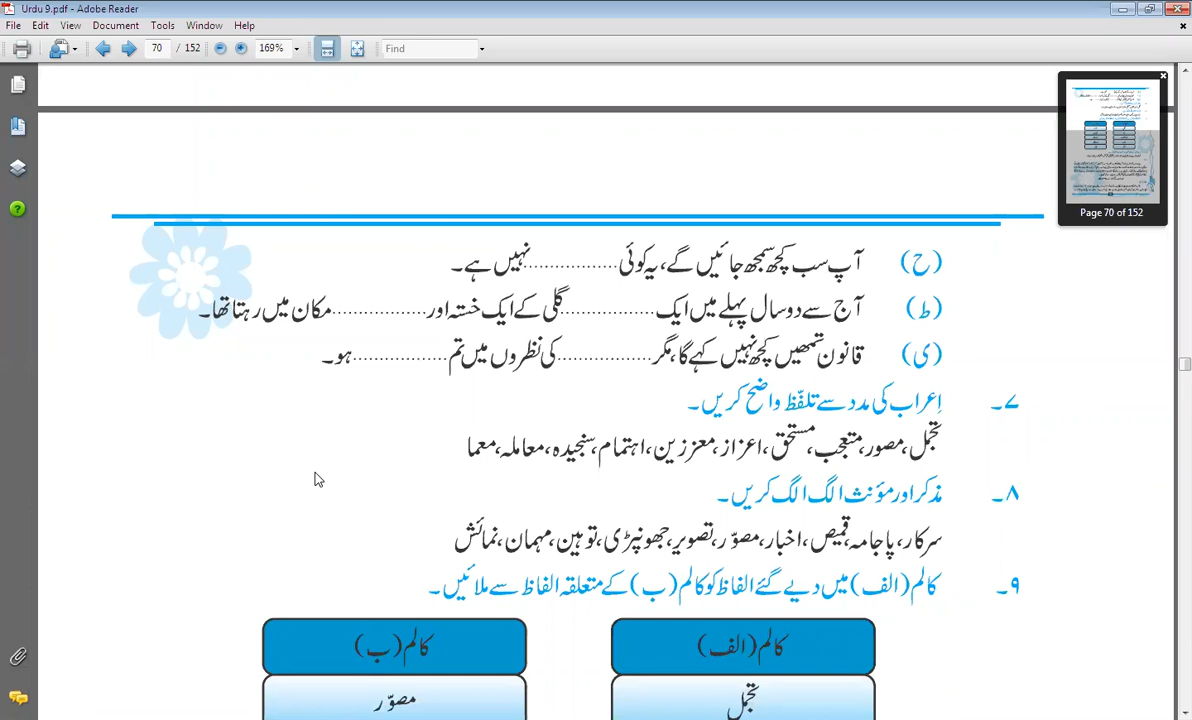 Urdu 9.pdf - Adobe Reader
File Edit View Document Tools Window Help
70 / 152 169% Find
Page 70 of 152
(ح) آپ سب کچھ سمجھ جائیں گے، یہ کوئی ................ نہیں ہے۔
(ط) آج سے دو سال پہلے میں ایک ................ گلی کے ایک خستہ اور ................ مکان میں رہتا تھا۔
(ی) قانون تمھیں کچھ نہیں کہے گا، مگر ................ کی نظروں میں تم ................ ہو۔
۷۔ اِعراب کی مدد سے تلفّظ واضح کریں۔
تجمل، مصور، متعجب، مستحق، اعزاز، معززین، اہتمام، سنجیدہ، معاملہ، معما
۸۔ مذکر اور مؤنث الگ الگ کریں۔
سرکار، پاجامہ، قمیص، اخبار، مصوّر، تصویر، جھونپڑی، توہین، مہمان، نمائش
۹۔ کالم (الف) میں دیے گئے الفاظ کو کالم (ب) کے متعلقہ الفاظ سے ملائیں۔
کالم (الف) کالم (ب)
تجمل مصوّر